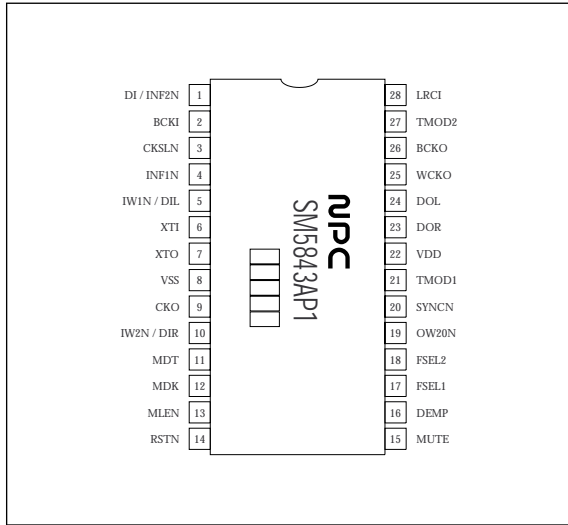 DI / INF2N 1
BCKI 2
CKSLN 3
INF1N 4
IW1N / DIL 5
XTI 6
XTO 7
VSS 8
CKO 9
IW2N / DIR 10
MDT 11
MDK 12
MLEN 13
RSTN 14
NPC
SM5843AP1
28 LRCI
27 TMOD2
26 BCKO
25 WCKO
24 DOL
23 DOR
22 VDD
21 TMOD1
20 SYNCN
19 OW20N
18 FSEL2
17 FSEL1
16 DEMP
15 MUTE